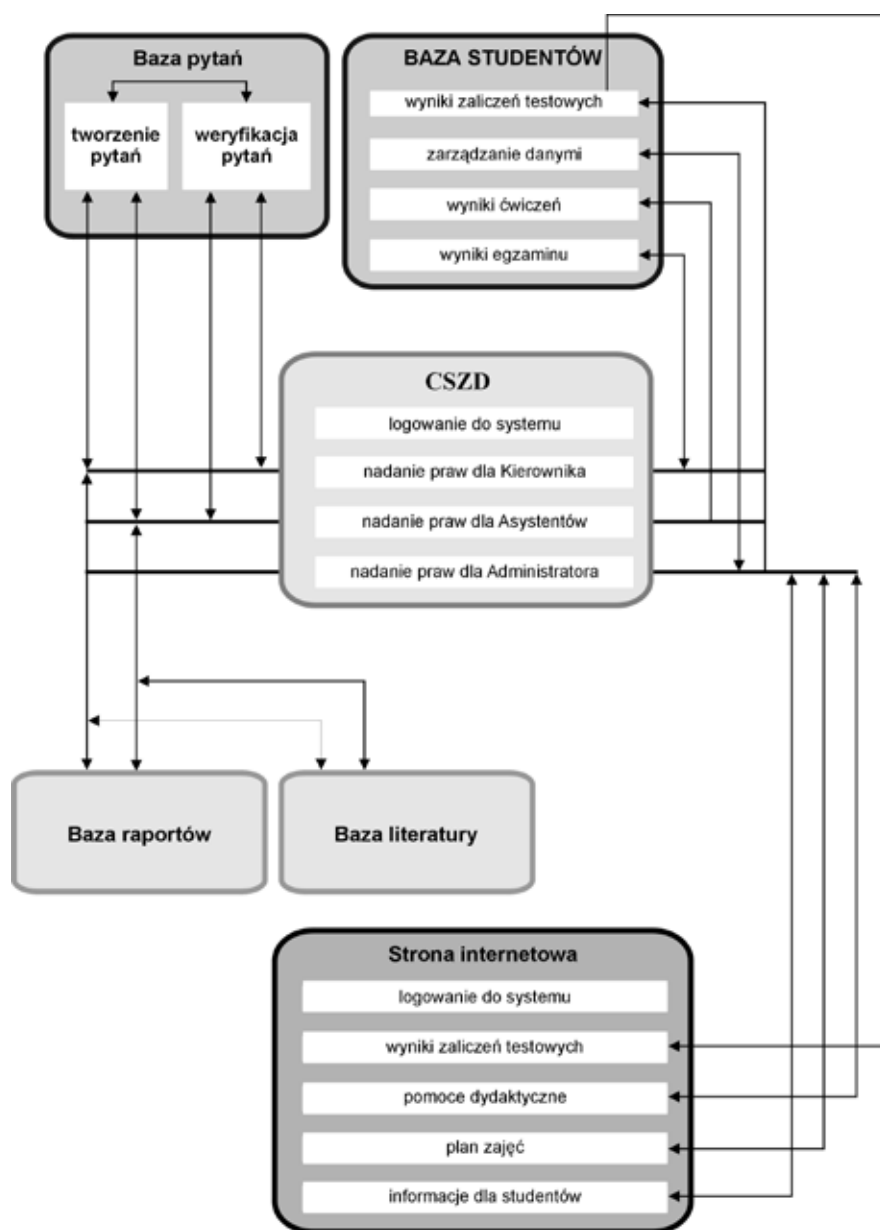 Baza pytań
tworzenie
pytań
weryfikacja
pytań
BAZA STUDENTÓW
wyniki zaliczeń testowych
zarządzanie danymi
wyniki ćwiczeń
wyniki egzaminu
CSZD
logowanie do systemu
nadanie praw dla Kierownika
nadanie praw dla Asystentów
nadanie praw dla Administratora
Baza raportów
Baza literatury
Strona internetowa
logowanie do systemu
wyniki zaliczeń testowych
pomoce dydaktyczne
plan zajęć
informacje dla studentów